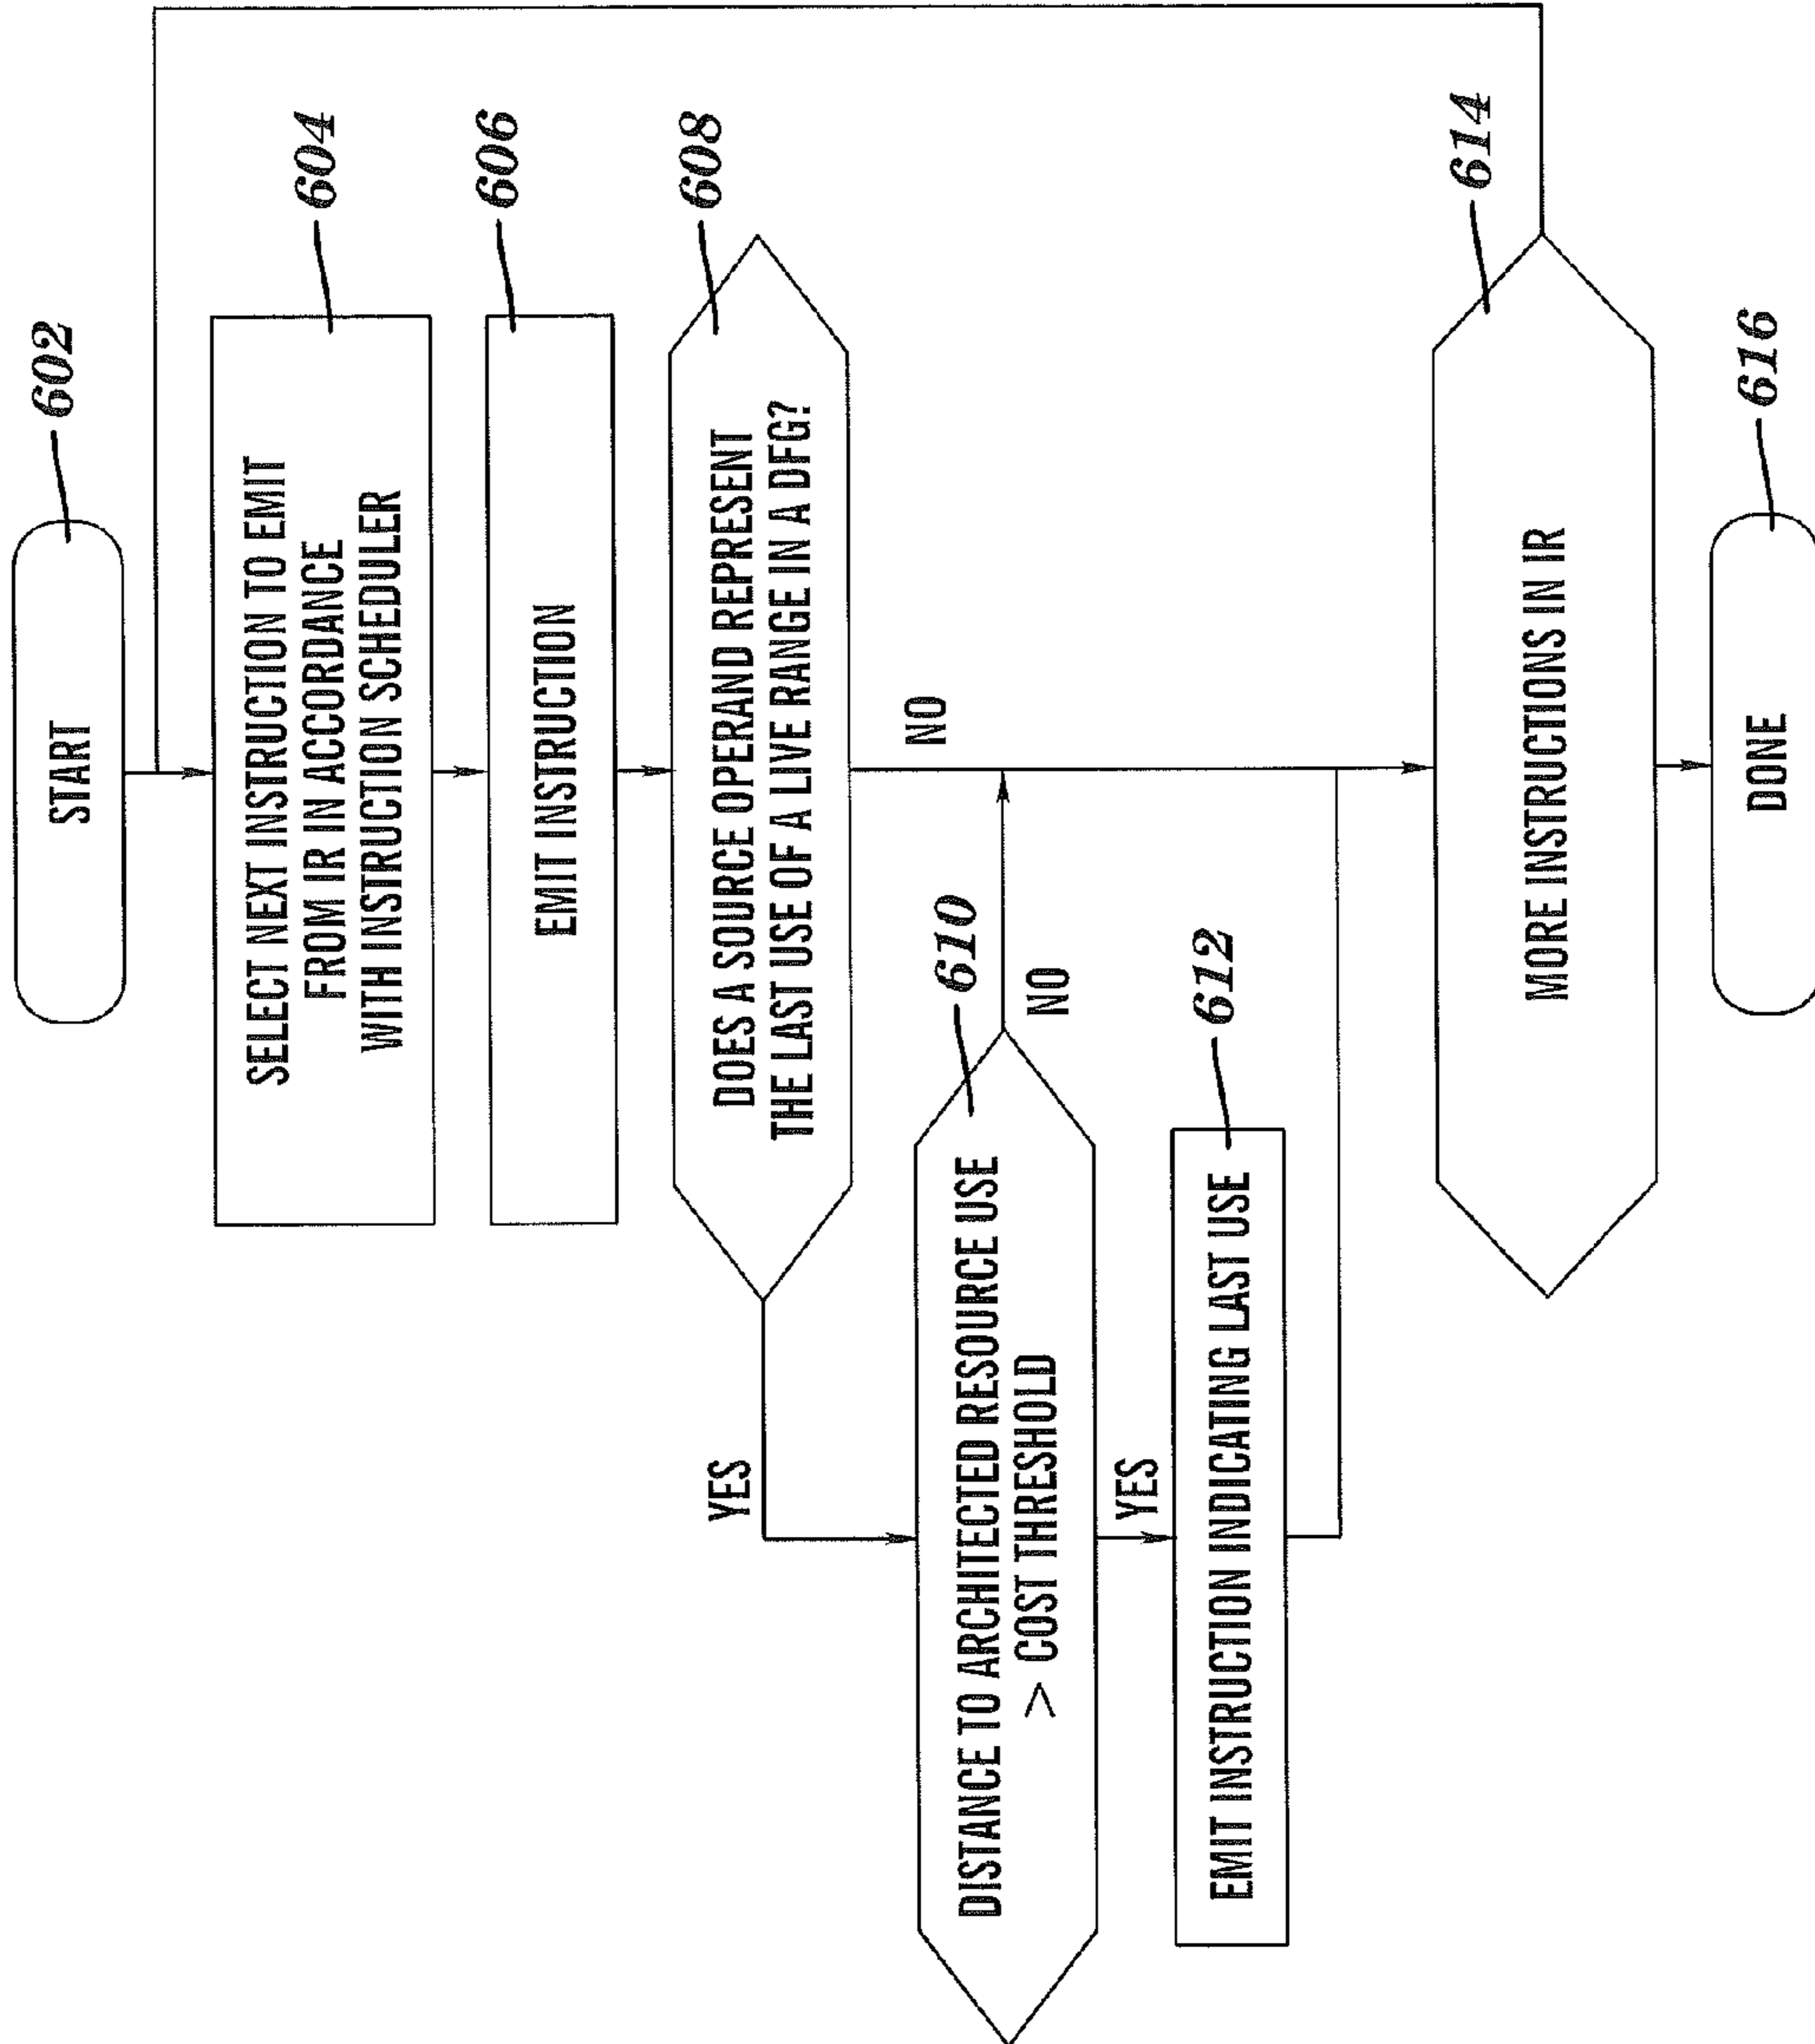 START
602
SELECT NEXT INSTRUCTION TO EMIT
FROM IR IN ACCORDANCE
WITH INSTRUCTION SCHEDULER
604
EMIT INSTRUCTION
606
DOES A SOURCE OPERAND REPRESENT
THE LAST USE OF A LIVE RANGE IN A DFG?
608
YES
NO
DISTANCE TO ARCHITECTED RESOURCE USE
> COST THRESHOLD
610
NO
YES
EMIT INSTRUCTION INDICATING LAST USE
612
MORE INSTRUCTIONS IN IR
614
DONE
616